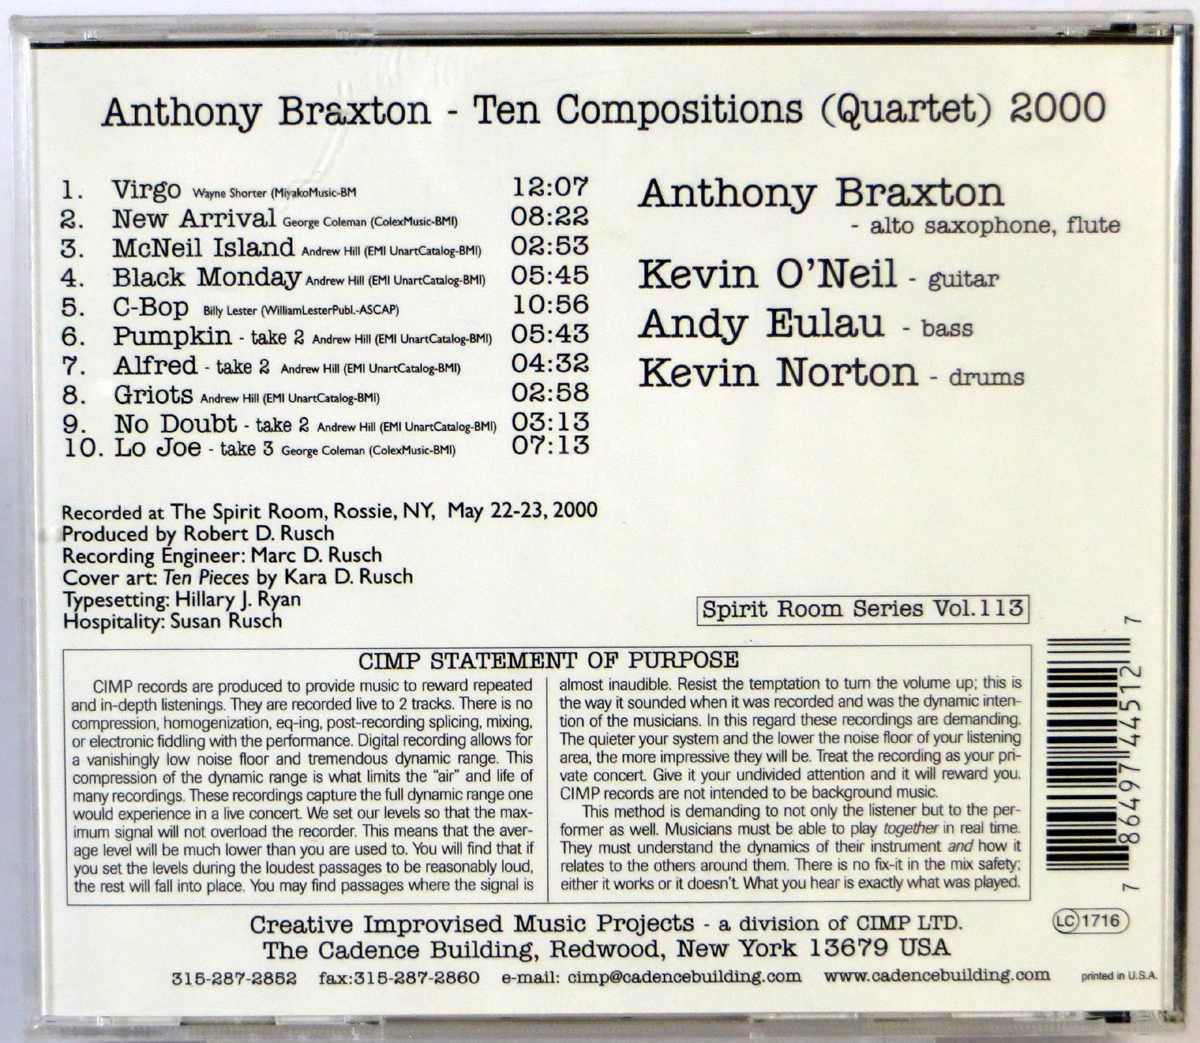 Anthony Braxton - Ten Compositions (Quartet) 2000
1. Virgo Wayne Shorter (MiyakoMusic-BM 12:07
2. New Arrival George Coleman (ColexMusic-BMI) 08:22
3. McNeil Island Andrew Hill (EMI UnartCatalog-BMI) 02:53
4. Black Monday Andrew Hill (EMI UnartCatalog-BMI) 05:45
5. C-Bop Billy Lester (WilliamLesterPubl.-ASCAP) 10:56
6. Pumpkin - take 2 Andrew Hill (EMI UnartCatalog-BMI) 05:43
7. Alfred - take 2 Andrew Hill (EMI UnartCatalog-BMI) 04:32
8. Griots Andrew Hill (EMI UnartCatalog-BMI) 02:58
9. No Doubt - take 2 Andrew Hill (EMI UnartCatalog-BMI) 03:13
10. Lo Joe - take 3 George Coleman (ColexMusic-BMI) 07:13
Anthony Braxton
- alto saxophone, flute
Kevin O'Neil - guitar
Andy Eulau - bass
Kevin Norton - drums
Recorded at The Spirit Room, Rossie, NY, May 22-23, 2000
Produced by Robert D. Rusch
Recording Engineer: Marc D. Rusch
Cover art: Ten Pieces by Kara D. Rusch
Typesetting: Hillary J. Ryan
Hospitality: Susan Rusch
Spirit Room Series Vol.113
CIMP STATEMENT OF PURPOSE
CIMP records are produced to provide music to reward repeated
and in-depth listenings. They are recorded live to 2 tracks. There is no
compression, homogenization, eq-ing, post-recording splicing, mixing,
or electronic fiddling with the performance. Digital recording allows for
a vanishingly low noise floor and tremendous dynamic range. This
compression of the dynamic range is what limits the "air" and life of
many recordings. These recordings capture the full dynamic range one
would experience in a live concert. We set our levels so that the max-
imum signal will not overload the recorder. This means that the aver-
age level will be much lower than you are used to. You will find that if
you set the levels during the loudest passages to be reasonably loud,
the rest will fall into place. You may find passages where the signal is
almost inaudible. Resist the temptation to turn the volume up; this is
the way it sounded when it was recorded and was the dynamic inten-
tion of the musicians. In this regard these recordings are demanding.
The quieter your system and the lower the noise floor of your listening
area, the more impressive they will be. Treat the recording as your pri-
vate concert. Give it your undivided attention and it will reward you.
CIMP records are not intended to be background music.
This method is demanding to not only the listener but to the per-
former as well. Musicians must be able to play together in real time.
They must understand the dynamics of their instrument and how it
relates to the others around them. There is no fix-it in the mix safety;
either it works or it doesn't. What you hear is exactly what was played.
7 86497 44512 7
LC 1716
Creative Improvised Music Projects - a division of CIMP LTD.
The Cadence Building, Redwood, New York 13679 USA
315-287-2852 fax:315-287-2860 e-mail: cimp@cadencebuilding.com www.cadencebuilding.com
printed in U.S.A.